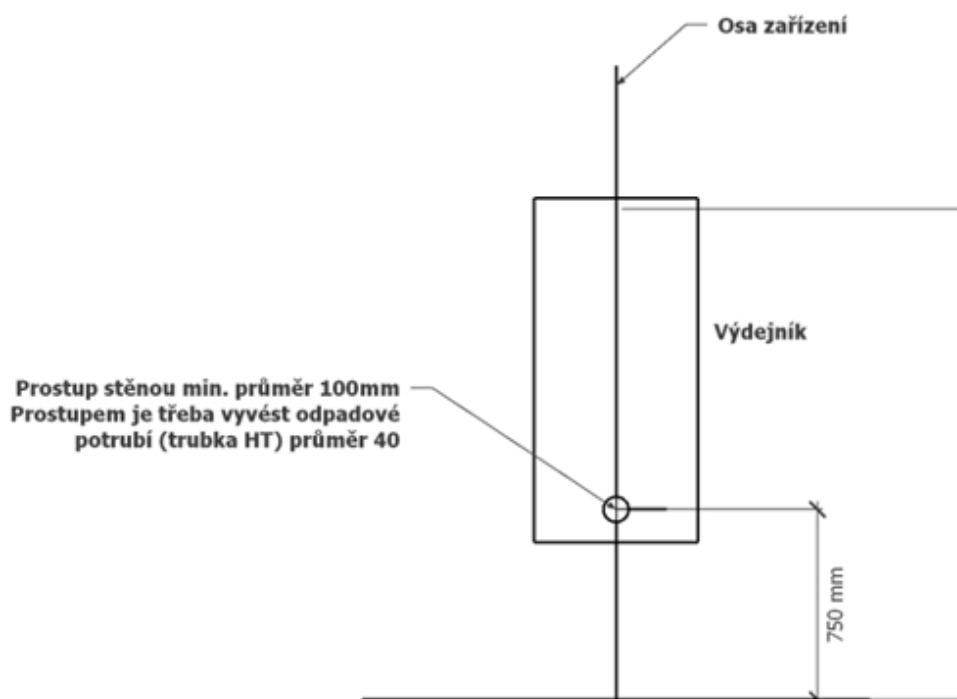 Osa zařízení
Výdejník
Prostup stěnou min. průměr 100mm
Prostupem je třeba vyvést odpadové
potrubí (trubka HT) průměr 40
750 mm